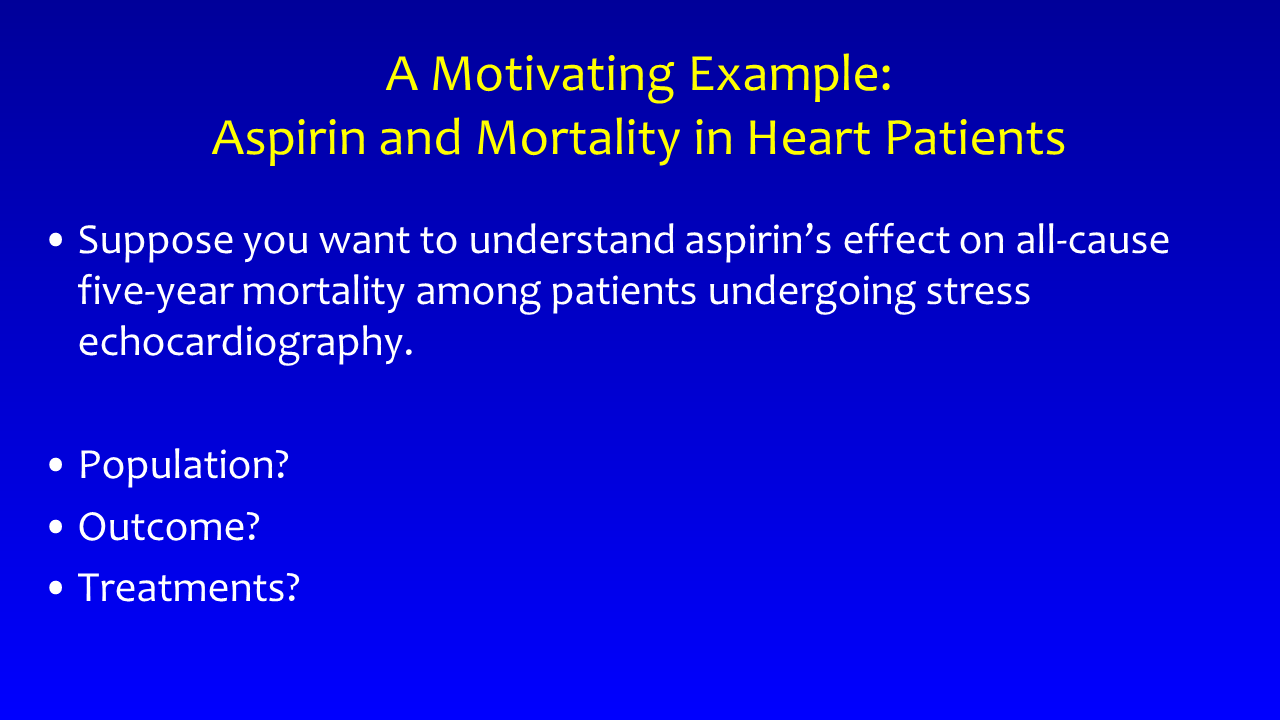 A Motivating Example:
Aspirin and Mortality in Heart Patients
• Suppose you want to understand aspirin’s effect on all-cause
five-year mortality among patients undergoing stress
echocardiography.
• Population?
• Outcome?
• Treatments?